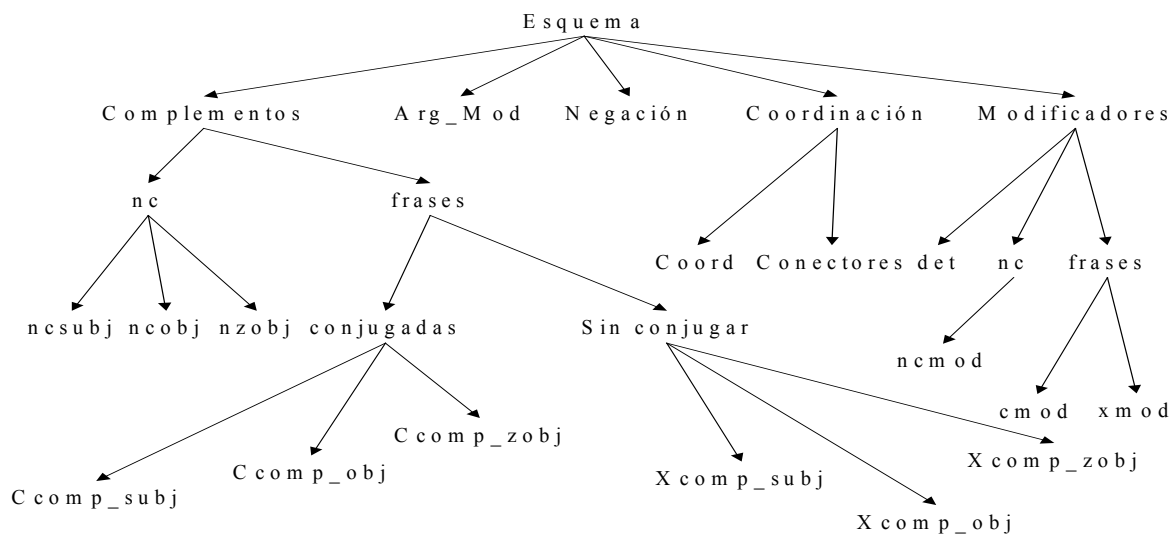 Esquema
Complementos Arg_Mod Negación Coordinación Modificadores
nc frases
Coord Conectores det nc frases
ncsubj ncobj nzobj conjugadas Sin conjugar
ncmod
cmod xmod
Ccomp_zobj
Ccomp_obj Xcomp_subj Xcomp_zobj
Ccomp_subj
Xcomp_obj